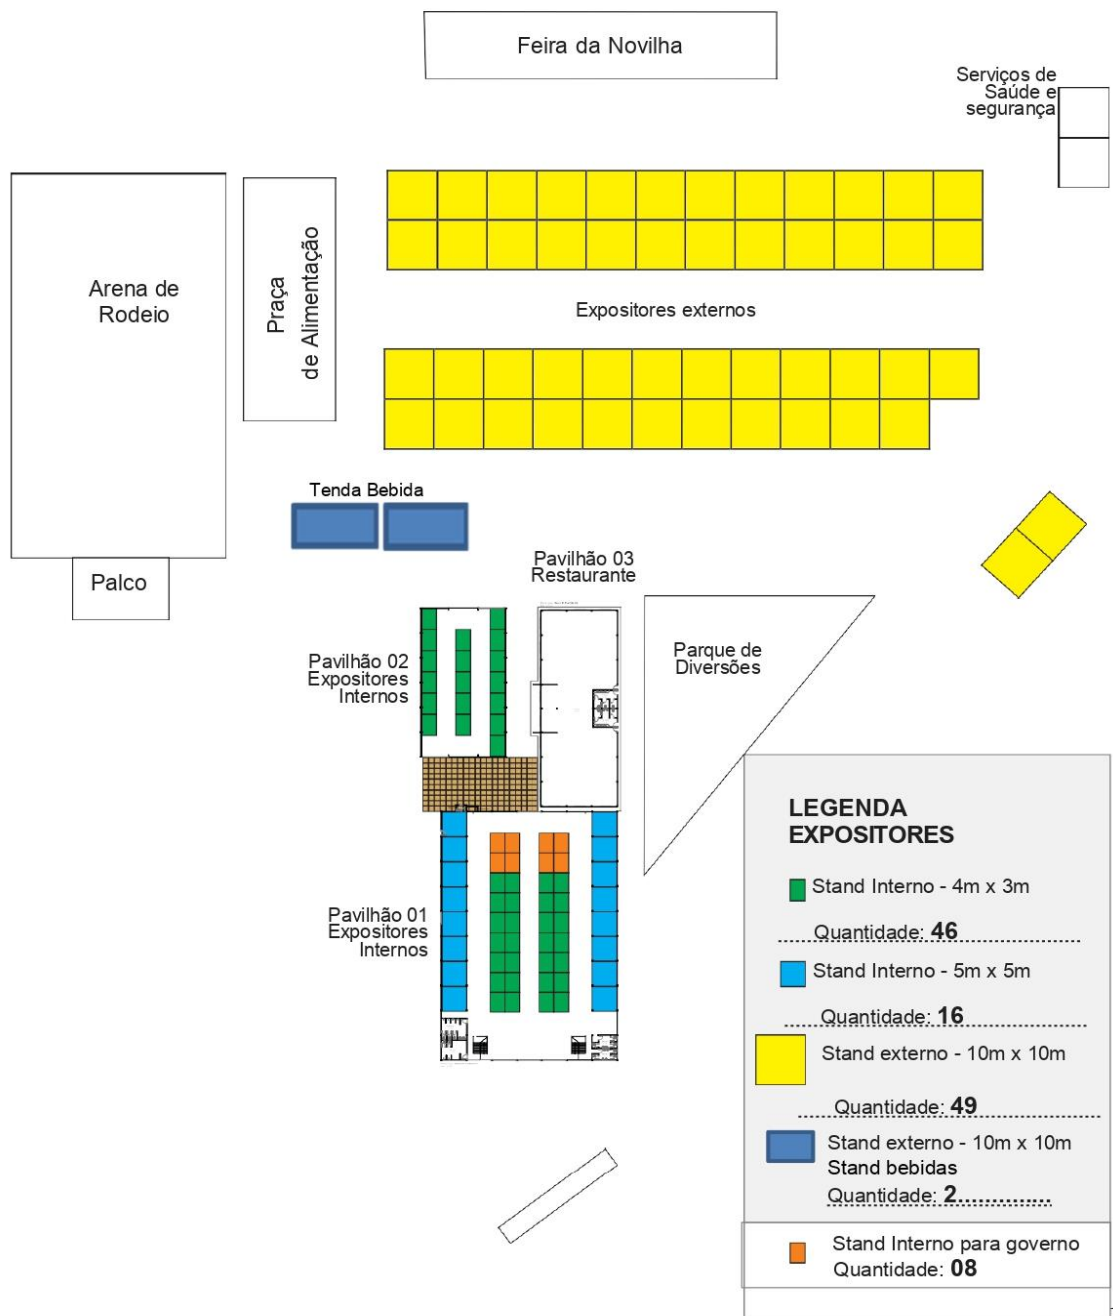 Feira da Novilha
Serviços de
Saúde e
segurança
Arena de
Rodeio
Praça
de Alimentação
Expositores externos
Tenda Bebida
Palco
Pavilhão 03
Restaurante
Pavilhão 02
Expositores
Internos
Parque de
Diversões
Pavilhão 01
Expositores
Internos
LEGENDA
EXPOSITORES
Stand Interno - 4m x 3m
Quantidade: 46
Stand Interno - 5m x 5m
Quantidade: 16
Stand externo - 10m x 10m
Quantidade: 49
Stand externo - 10m x 10m
Stand bebidas
Quantidade: 2.............
Stand Interno para governo
Quantidade: 08